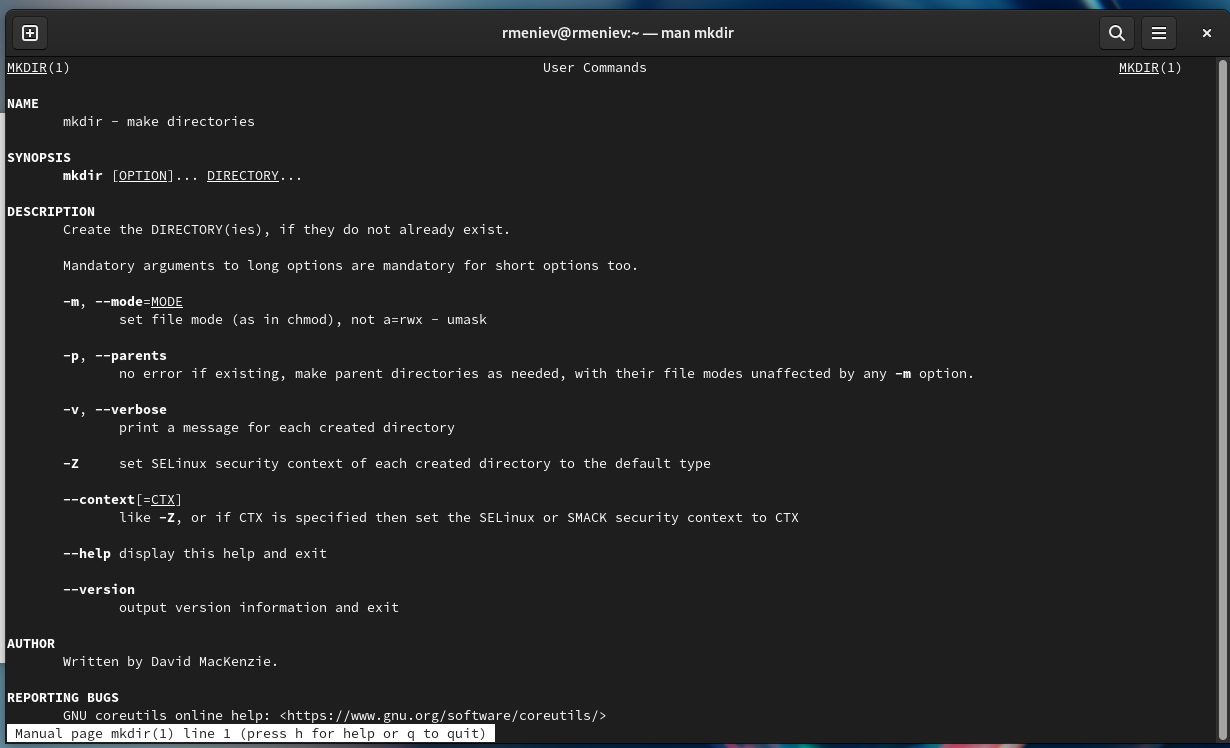 rmeniev@rmeniev:~ — man mkdir
MKDIR(1) User Commands MKDIR(1)
NAME
mkdir - make directories
SYNOPSIS
mkdir [OPTION]... DIRECTORY...
DESCRIPTION
Create the DIRECTORY(ies), if they do not already exist.
Mandatory arguments to long options are mandatory for short options too.
-m, --mode=MODE
set file mode (as in chmod), not a=rwx - umask
-p, --parents
no error if existing, make parent directories as needed, with their file modes unaffected by any -m option.
-v, --verbose
print a message for each created directory
-Z set SELinux security context of each created directory to the default type
--context[=CTX]
like -Z, or if CTX is specified then set the SELinux or SMACK security context to CTX
--help display this help and exit
--version
output version information and exit
AUTHOR
Written by David MacKenzie.
REPORTING BUGS
GNU coreutils online help: <https://www.gnu.org/software/coreutils/>
Manual page mkdir(1) line 1 (press h for help or q to quit)